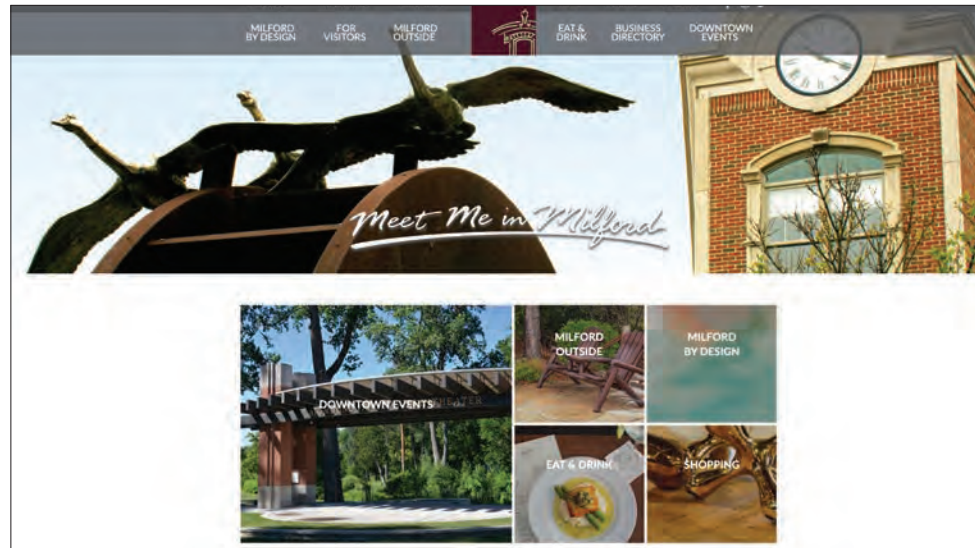 MILFORD
BY DESIGN
FOR
VISITORS
MILFORD
OUTSIDE
EAT &
DRINK
BUSINESS
DIRECTORY
DOWNTOWN
EVENTS
Meet Me in Milford
MILFORD
OUTSIDE
MILFORD
BY DESIGN
DOWNTOWN EVENTS
THEATER
EAT & DRINK
SHOPPING